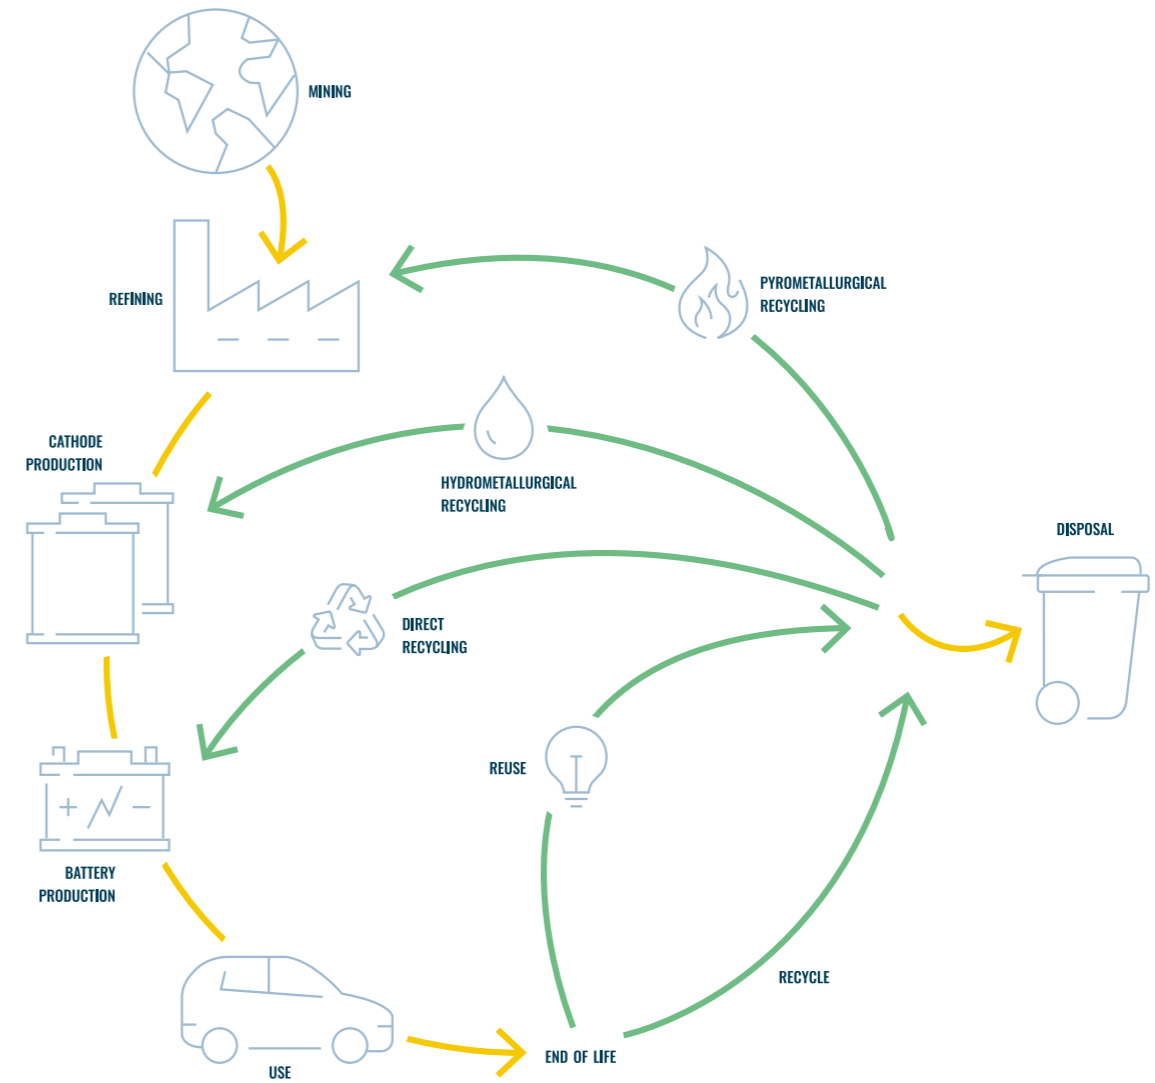 MINING
REFINING
PYROMETALLURGICAL
RECYCLING
CATHODE
PRODUCTION
HYDROMETALLURGICAL
RECYCLING
DISPOSAL
DIRECT
RECYCLING
REUSE
+ -
BATTERY
PRODUCTION
RECYCLE
END OF LIFE
USE